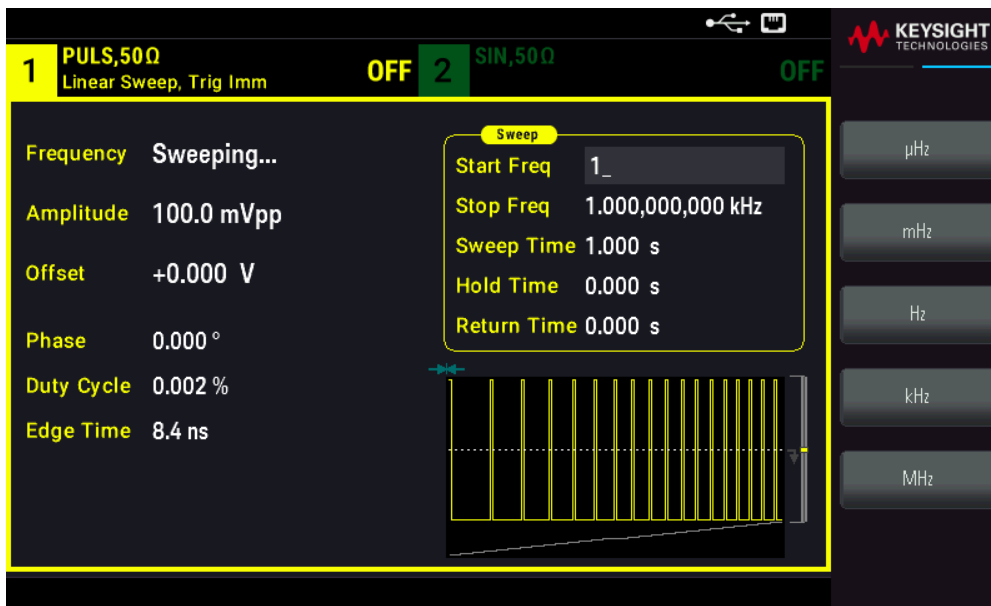 KEYSIGHT
TECHNOLOGIES
1 PULS,50Ω OFF
Linear Sweep, Trig Imm
2 SIN,50Ω OFF
Frequency Sweeping...
Amplitude 100.0 mVpp
Offset +0.000 V
Phase 0.000 °
Duty Cycle 0.002 %
Edge Time 8.4 ns
Sweep
Start Freq 1_
Stop Freq 1.000,000,000 kHz
Sweep Time 1.000 s
Hold Time 0.000 s
Return Time 0.000 s
µHz
mHz
Hz
kHz
MHz